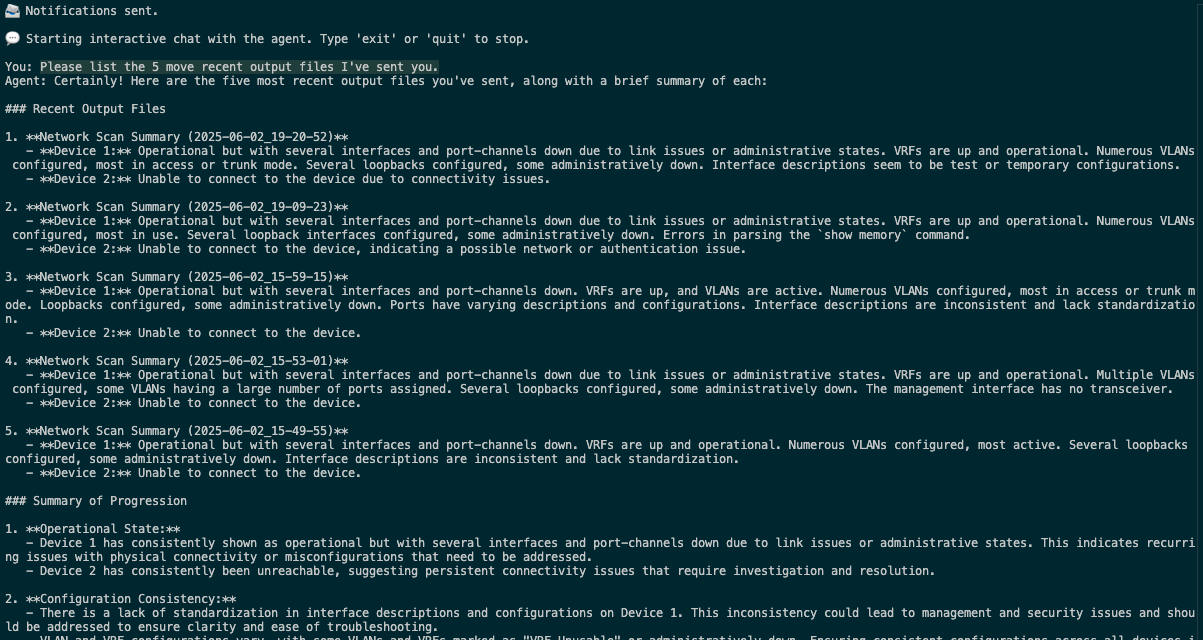 📨 Notifications sent.
💬 Starting interactive chat with the agent. Type 'exit' or 'quit' to stop.
You: Please list the 5 move recent output files I've sent you.
Agent: Certainly! Here are the five most recent output files you've sent, along with a brief summary of each:
### Recent Output Files
1. **Network Scan Summary (2025-06-02_19-20-52)**
– **Device 1:** Operational but with several interfaces and port-channels down due to link issues or administrative states. VRFs are up and operational. Numerous VLANs
configured, most in access or trunk mode. Several loopbacks configured, some administratively down. Interface descriptions seem to be test or temporary configurations.
– **Device 2:** Unable to connect to the device due to connectivity issues.
2. **Network Scan Summary (2025-06-02_19-09-23)**
– **Device 1:** Operational but with several interfaces and port-channels down due to link issues or administrative states. VRFs are up and operational. Numerous VLANs
configured, most in use. Several loopback interfaces configured, some administratively down. Errors in parsing the `show memory` command.
– **Device 2:** Unable to connect to the device, indicating a possible network or authentication issue.
3. **Network Scan Summary (2025-06-02_15-59-15)**
– **Device 1:** Operational but with several interfaces and port-channels down. VRFs are up, and VLANs are active. Numerous VLANs configured, most in access or trunk m
ode. Loopbacks configured, some administratively down. Ports have varying descriptions and configurations. Interface descriptions are inconsistent and lack standardizatio
n.
– **Device 2:** Unable to connect to the device.
4. **Network Scan Summary (2025-06-02_15-53-01)**
– **Device 1:** Operational but with several interfaces and port-channels down due to link issues or administrative states. VRFs are up and operational. Multiple VLANs
configured, some VLANs having a large number of ports assigned. Several loopbacks configured, some administratively down. The management interface has no transceiver.
– **Device 2:** Unable to connect to the device.
5. **Network Scan Summary (2025-06-02_15-49-55)**
– **Device 1:** Operational but with several interfaces and port-channels down. VRFs are up and operational. Numerous VLANs configured, most active. Several loopbacks
configured, some administratively down. Interface descriptions are inconsistent and lack standardization.
– **Device 2:** Unable to connect to the device.
### Summary of Progression
1. **Operational State:**
– Device 1 has consistently shown as operational but with several interfaces and port-channels down due to link issues or administrative states. This indicates recurri
ng issues with physical connectivity or misconfigurations that need to be addressed.
– Device 2 has consistently been unreachable, suggesting persistent connectivity issues that require investigation and resolution.
2. **Configuration Consistency:**
– There is a lack of standardization in interface descriptions and configurations on Device 1. This inconsistency could lead to management and security issues and shou
ld be addressed to ensure clarity and ease of troubleshooting.
– VLAN and VRF configurations vary, with some VLANs and VRFs marked as "VRF Unusable" or administratively down. Ensuring consistent configurations across all devices